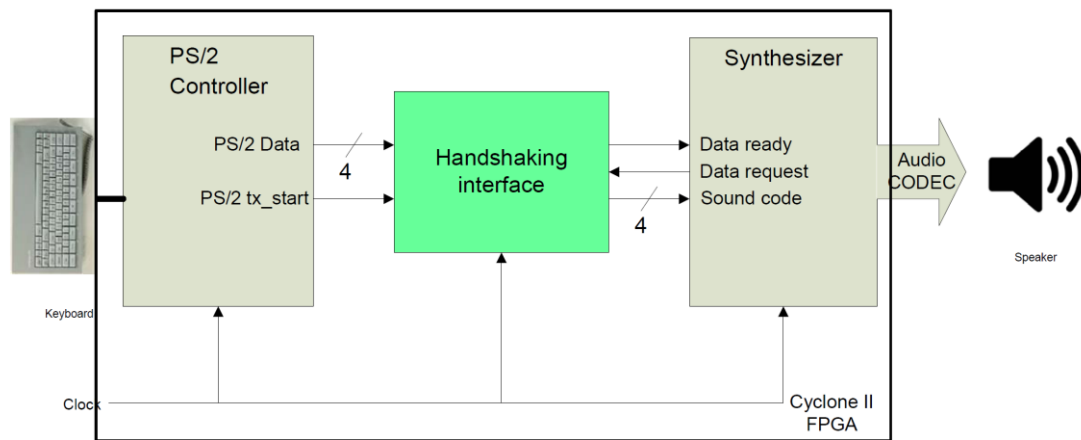 PS/2
Controller
Synthesizer
PS/2 Data
4
Handshaking
interface
Data ready
Data request
Audio
CODEC
PS/2 tx_start
4
Sound code
Speaker
Keyboard
Clock
Cyclone II
FPGA